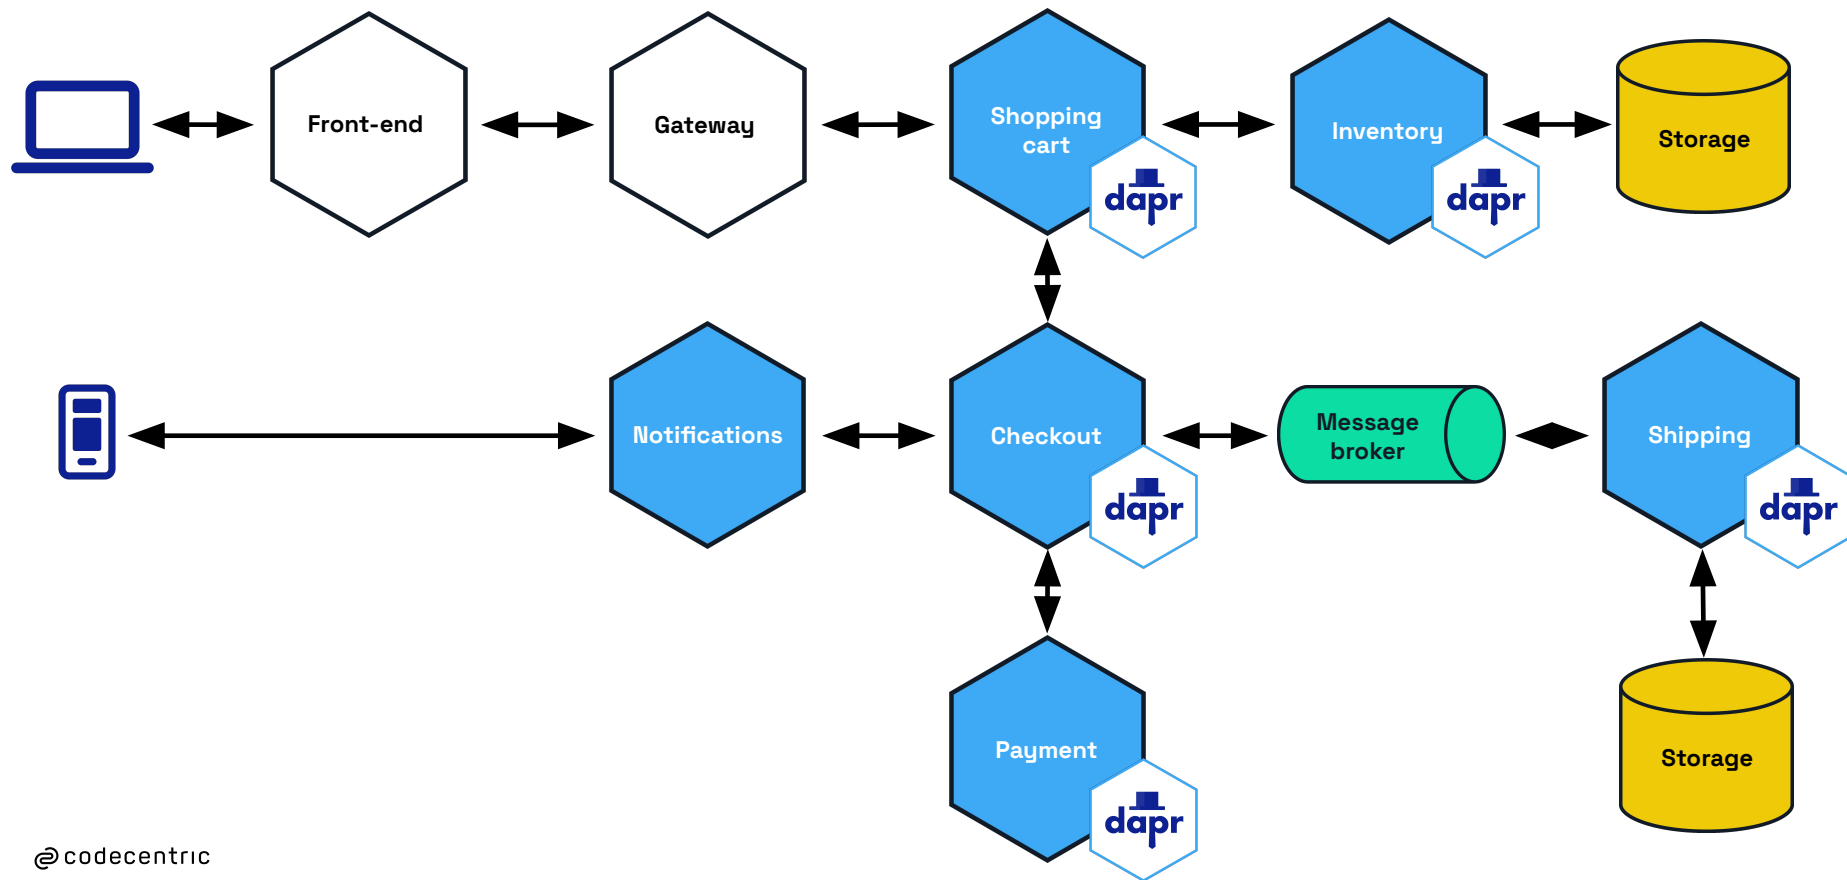 Front-end
Gateway
Shopping
cart
dapr
Inventory
dapr
Storage
Notifications
Checkout
dapr
Message
broker
Shipping
dapr
Payment
dapr
Storage
codecentric